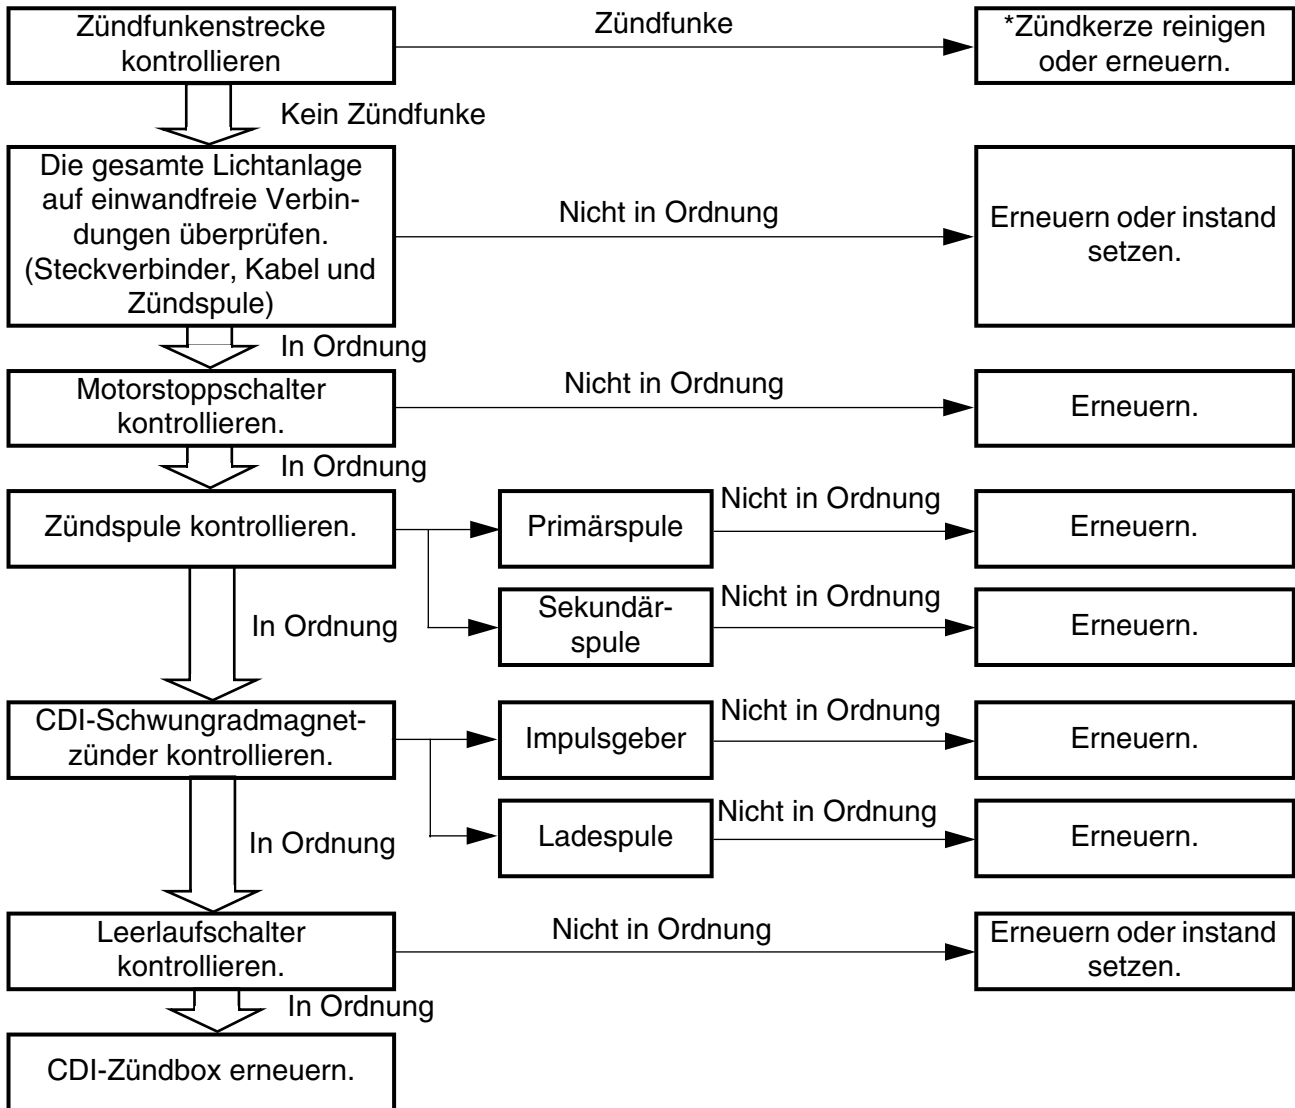 Zündfunkenstrecke
kontrollieren
Zündfunke
*Zündkerze reinigen
oder erneuern.
Kein Zündfunke
Die gesamte Lichtanlage
auf einwandfreie Verbin-
dungen überprüfen.
(Steckverbinder, Kabel und
Zündspule)
Nicht in Ordnung
Erneuern oder instand
setzen.
In Ordnung
Motorstoppschalter
kontrollieren.
Nicht in Ordnung
Erneuern.
In Ordnung
Zündspule kontrollieren.
Primärspule
Nicht in Ordnung
Erneuern.
Sekundär-
spule
Nicht in Ordnung
Erneuern.
In Ordnung
CDI-Schwungradmagnet-
zünder kontrollieren.
Impulsgeber
Nicht in Ordnung
Erneuern.
Ladespule
Nicht in Ordnung
Erneuern.
In Ordnung
Leerlaufschalter
kontrollieren.
Nicht in Ordnung
Erneuern oder instand
setzen.
In Ordnung
CDI-Zündbox erneuern.